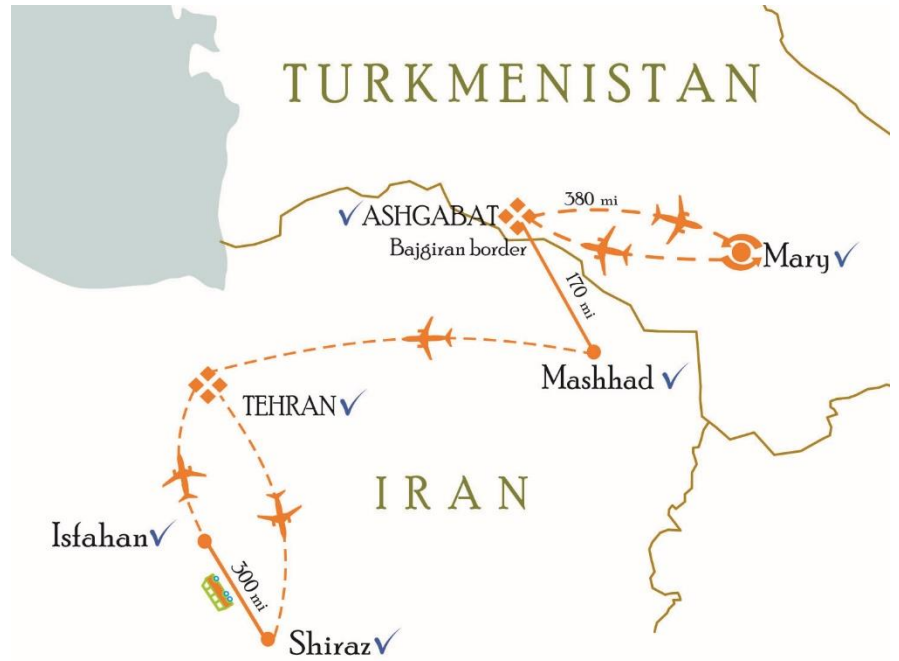 TURKMENISTAN
380 mi
ASHGABAT
Bajgiran border
Mary
170 mi
Mashhad
TEHRAN
IRAN
Isfahan
300 mi
Shiraz